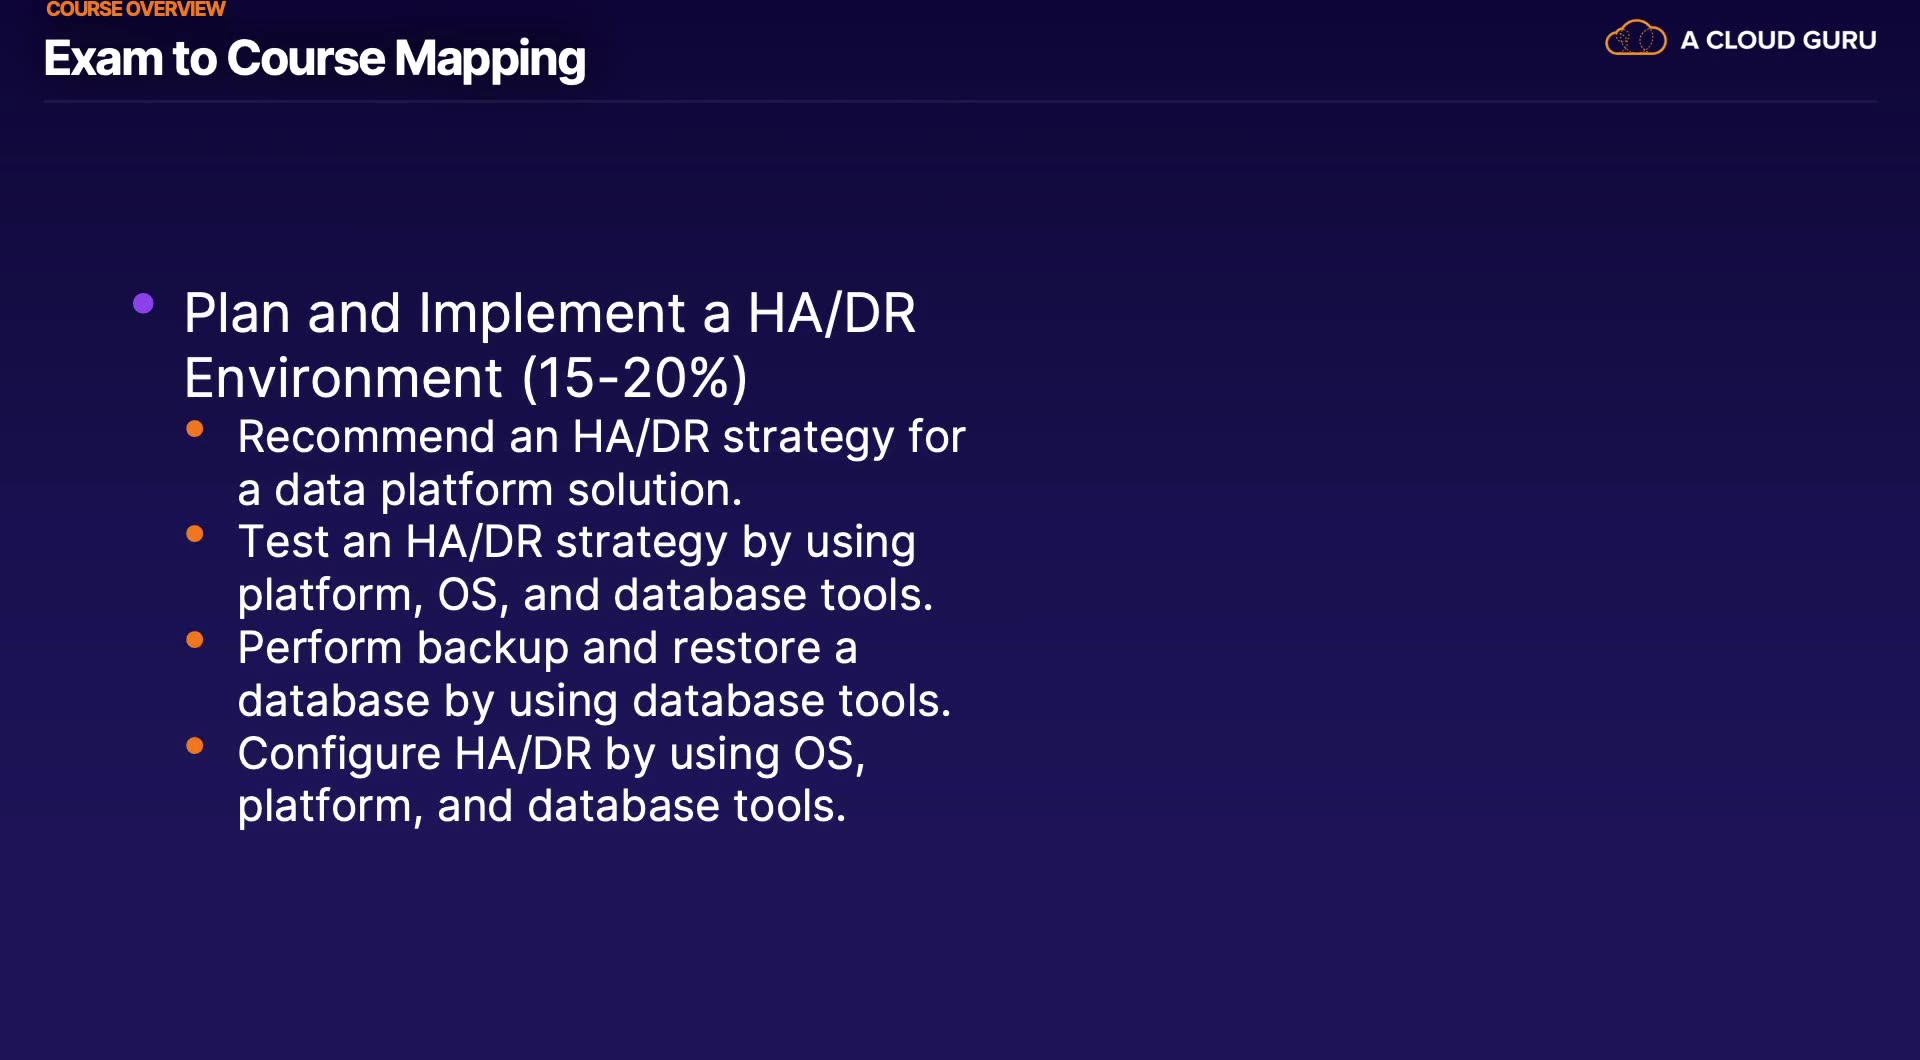 COURSE OVERVIEW
Exam to Course Mapping
A CLOUD GURU
Plan and Implement a HA/DR
Environment (15-20%)
Recommend an HA/DR strategy for
a data platform solution.
Test an HA/DR strategy by using
platform, OS, and database tools.
Perform backup and restore a
database by using database tools.
Configure HA/DR by using OS,
platform, and database tools.